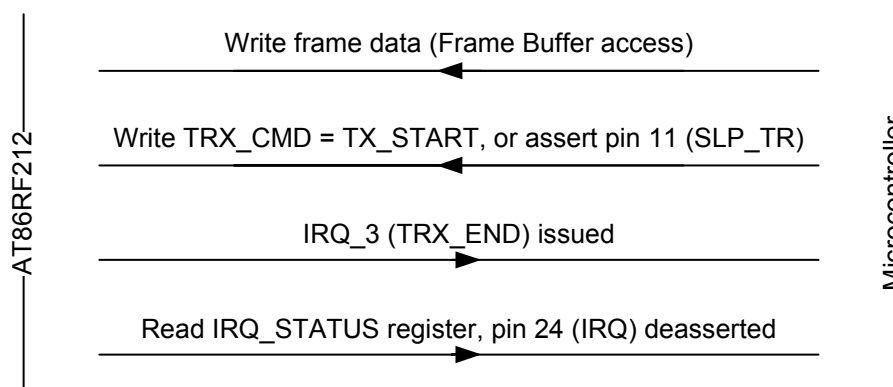 Write frame data (Frame Buffer access)
Write TRX_CMD = TX_START, or assert pin 11 (SLP_TR)
IRQ_3 (TRX_END) issued
Read IRQ_STATUS register, pin 24 (IRQ) deasserted
AT86RF212
Microcontroller